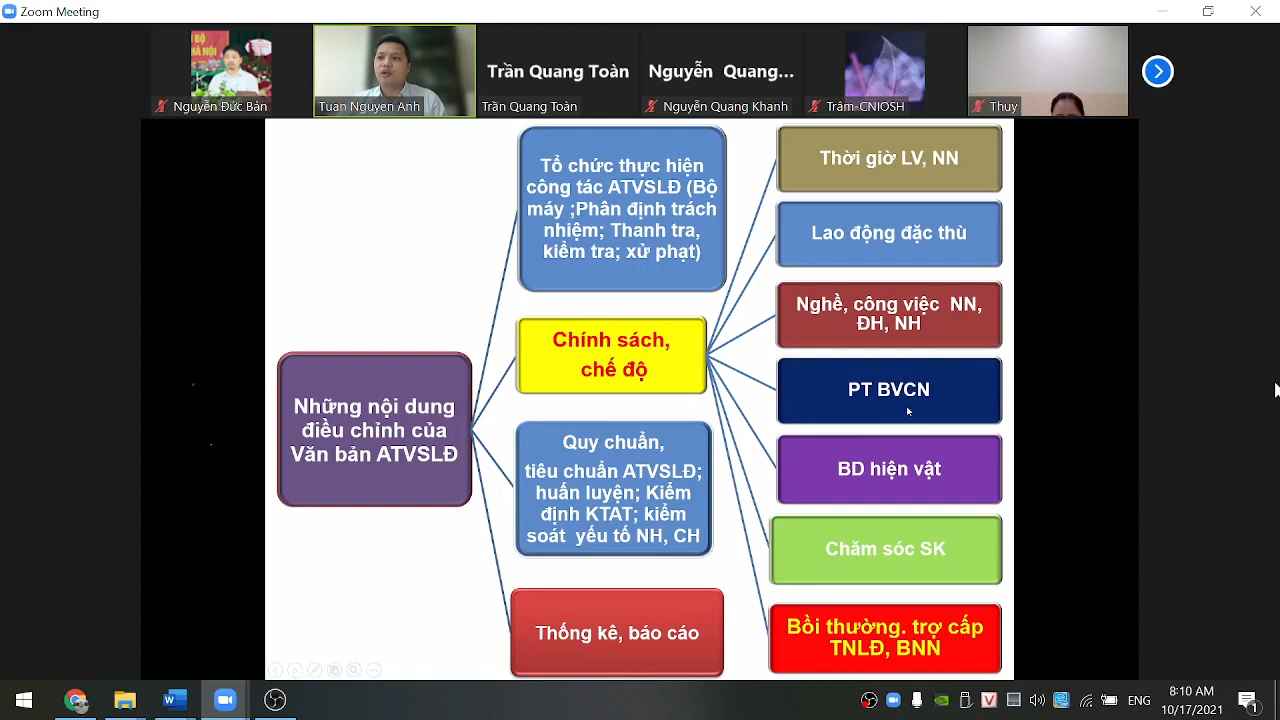 Zoom Meeting
BỘ
HÀ NỘI
Nguyễn Đức Bản
Tuan Nguyen Anh
Trần Quang Toàn
Trần Quang Toàn
Nguyễn Quang...
Nguyễn Quang Khanh
Trâm-CNIOSH
Thuy
Những nội dung
điều chỉnh của
Văn bản ATVSLĐ
Tổ chức thực hiện
công tác ATVSLĐ (Bộ
máy ;Phân định trách
nhiệm; Thanh tra,
kiểm tra; xử phạt)
Chính sách,
chế độ
Quy chuẩn,
tiêu chuẩn ATVSLĐ;
huấn luyện; Kiểm
định KTAT; kiểm
soát yếu tố NH, CH
Thống kê, báo cáo
Thời giờ LV, NN
Lao động đặc thù
Nghề, công việc NN,
ĐH, NH
PT BVCN
BD hiện vật
Chăm sóc SK
Bồi thường. trợ cấp
TNLĐ, BNN
ENG
8:10 AM
10/17/2021
1